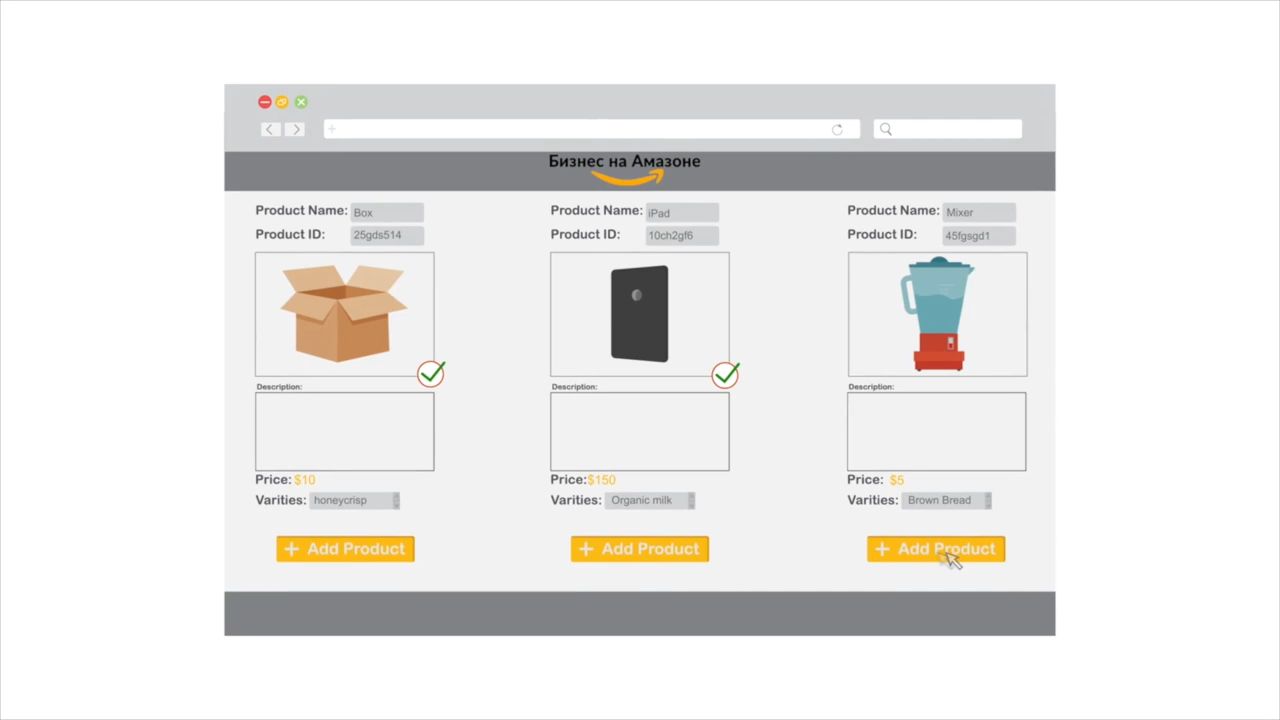 Бизнес на Амазоне
Product Name: Box
Product ID: 25gds514
Description:
Price: $10
Varities: honeycrisp
+ Add Product
Product Name: iPad
Product ID: 10ch2gf6
Description:
Price:$150
Varities: Organic milk
+ Add Product
Product Name: Mixer
Product ID: 45fgsgd1
Description:
Price: $5
Varities: Brown Bread
+ Add Product